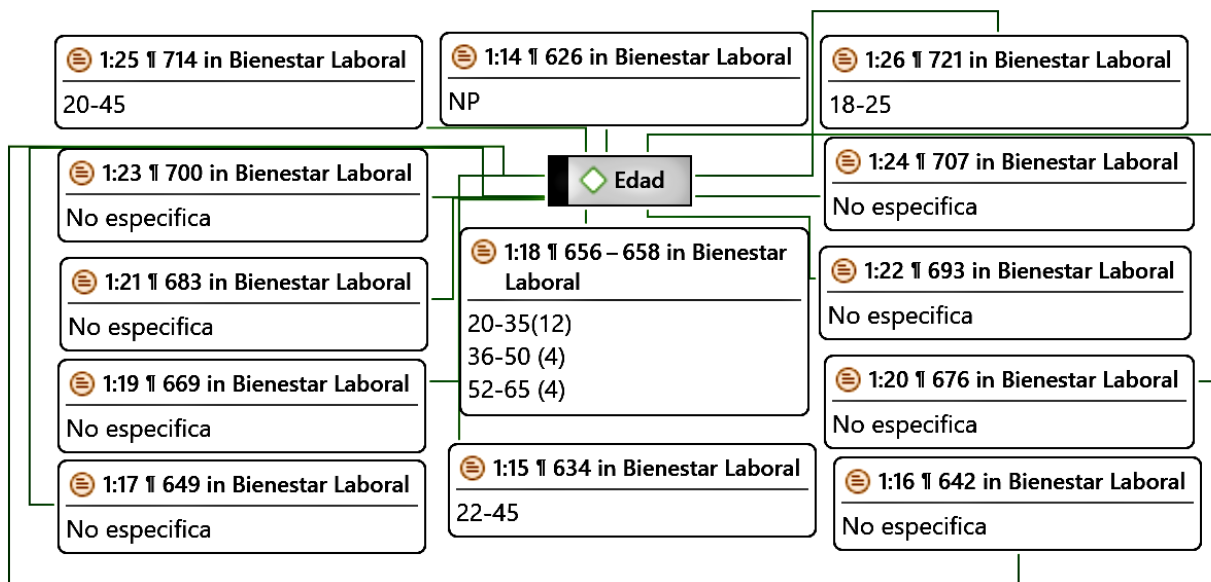 1:25 ¶ 714 in Bienestar Laboral
20-45
1:14 ¶ 626 in Bienestar Laboral
NP
1:26 ¶ 721 in Bienestar Laboral
18-25
1:23 ¶ 700 in Bienestar Laboral
No especifica
Edad
1:24 ¶ 707 in Bienestar Laboral
No especifica
1:21 ¶ 683 in Bienestar Laboral
No especifica
1:18 ¶ 656 – 658 in Bienestar
Laboral
20-35(12)
36-50 (4)
52-65 (4)
1:22 ¶ 693 in Bienestar Laboral
No especifica
1:19 ¶ 669 in Bienestar Laboral
No especifica
1:20 ¶ 676 in Bienestar Laboral
No especifica
1:17 ¶ 649 in Bienestar Laboral
No especifica
1:15 ¶ 634 in Bienestar Laboral
22-45
1:16 ¶ 642 in Bienestar Laboral
No especifica